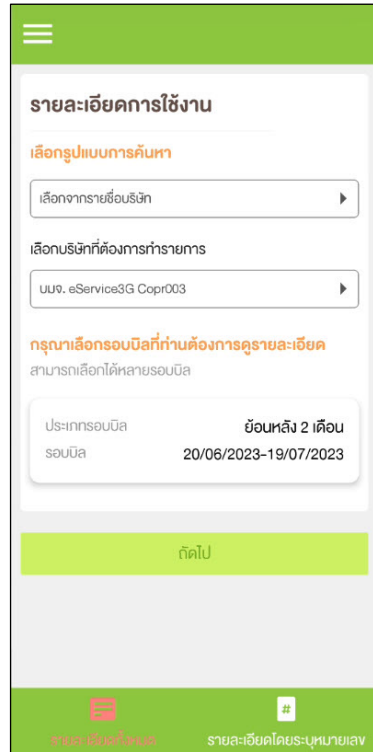 รายละเอียดการใช้งาน
เลือกรูปแบบการค้นหา
เลือกจากรายชื่อบริษัท
เลือกบริษัทที่ต้องการทำรายการ
บมจ. eService3G Copr003
กรุณาเลือกรอบบิลที่ท่านต้องการดูรายละเอียด
สามารถเลือกได้หลายรอบบิล
ประเภทรอบบิล ย้อนหลัง 2 เดือน
รอบบิล 20/06/2023-19/07/2023
ถัดไป
#
รายละเอียดทั้งหมด รายละเอียดโดยระบุหมายเลข